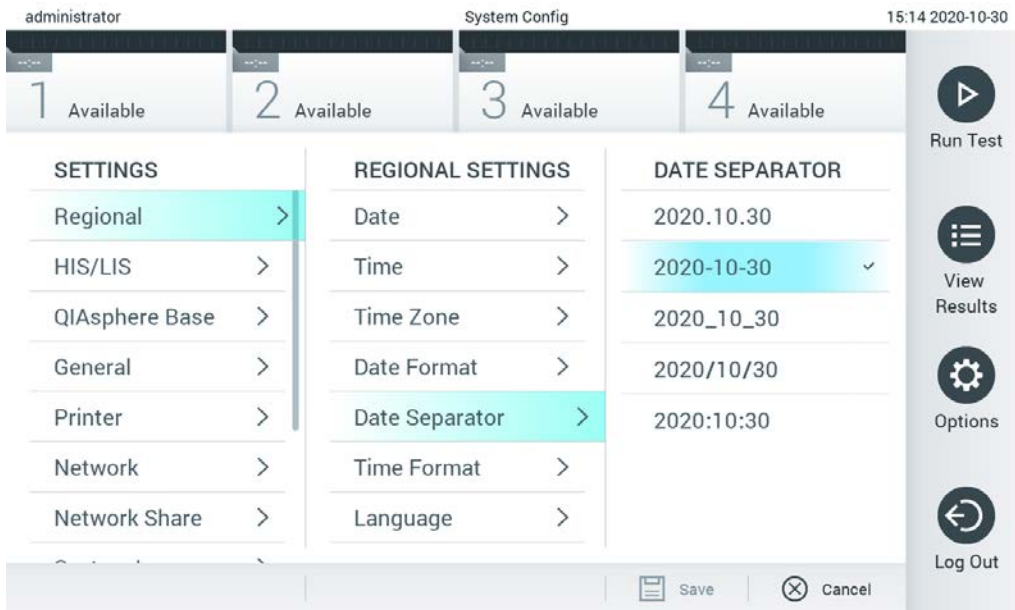 administrator System Config 15:14 2020-10-30
--:-- --:-- --:-- --:--
1 Available 2 Available 3 Available 4 Available
Run Test
SETTINGS
Regional
HIS/LIS
QIAsphere Base
General
Printer
Network
Network Share
REGIONAL SETTINGS
Date
Time
Time Zone
Date Format
Date Separator
Time Format
Language
DATE SEPARATOR
2020.10.30
2020-10-30
2020_10_30
2020/10/30
2020:10:30
View
Results
Options
Log Out
Save Cancel